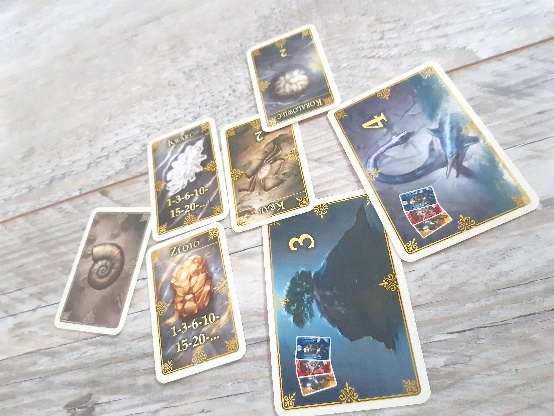 2
KORALOWIEC
4
KWARC
1-3-6-10-
15-20-...
2
KRAB
ZŁOTO
1-3-6-10-
15-20-...
3